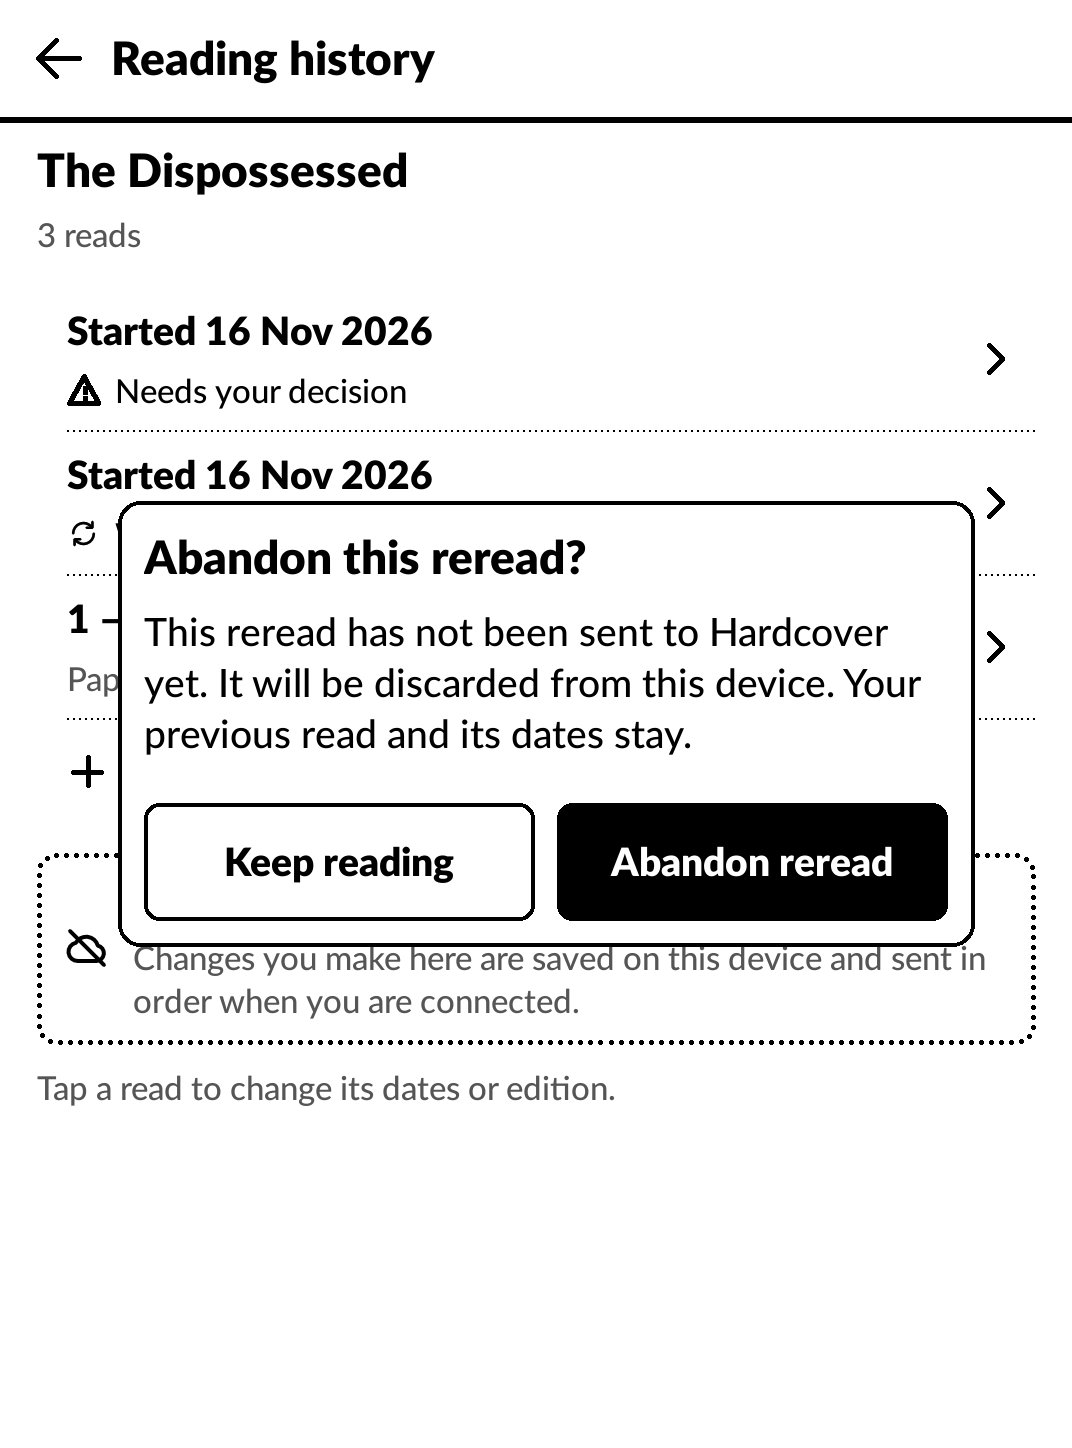 Reading history
The Dispossessed
3 reads
Started 16 Nov 2026
Needs your decision
Started 16 Nov 2026
1 –
Pap
Abandon this reread?
This reread has not been sent to Hardcover
yet. It will be discarded from this device. Your
previous read and its dates stay.
Keep reading
Abandon reread
Changes you make here are saved on this device and sent in
order when you are connected.
Tap a read to change its dates or edition.